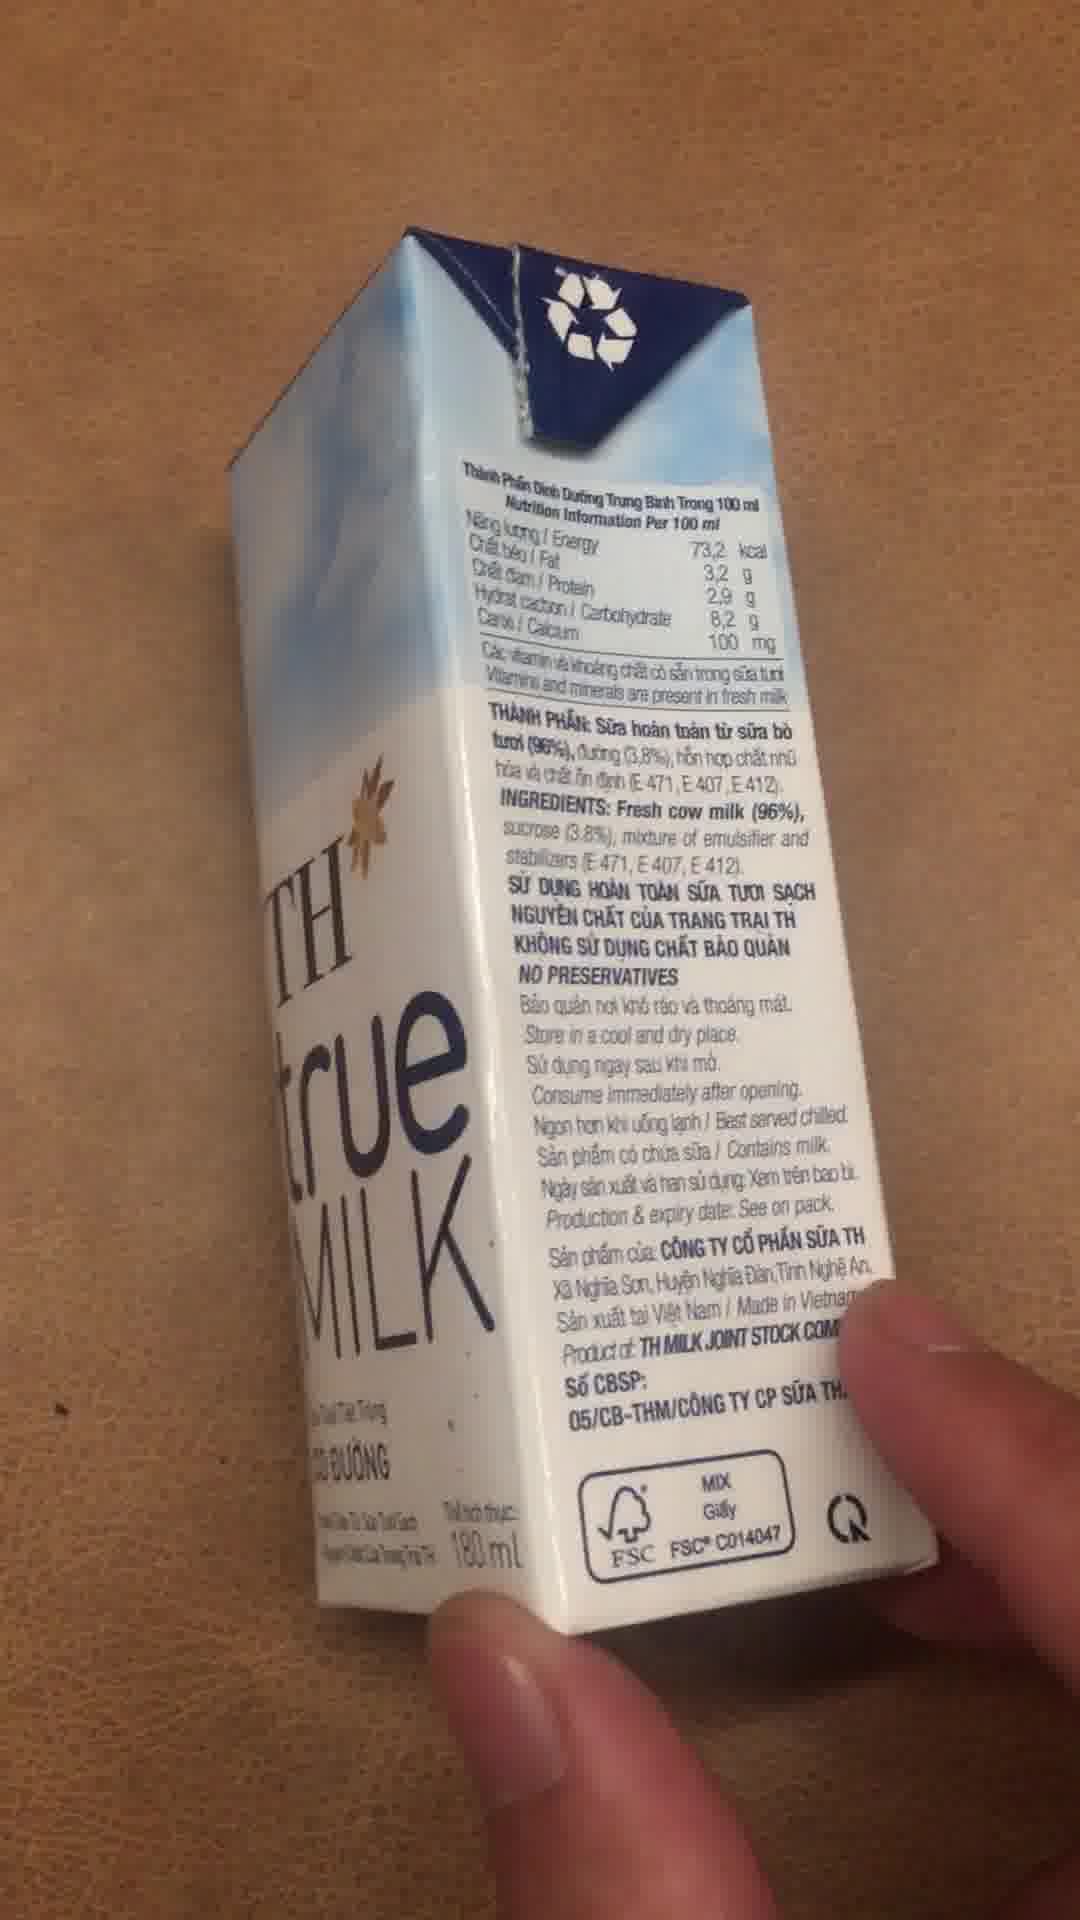 Thành Phần Dinh Dưỡng Trung Bình Trong 100 ml
Nutrition Information Per 100 ml
Năng lượng / Energy 73,2 kcal
Chất béo / Fat 3,2 g
Chất đạm / Protein 2,9 g
Hydrat cacbon / Carbohydrate 8,2 g
Canxi / Calcium 100 mg
Các vitamin và khoáng chất có sẵn trong sữa tươi
Vitamins and minerals are present in fresh milk
THÀNH PHẦN: Sữa hoàn toàn từ sữa bò
tươi (96%), đường (3,8%), hỗn hợp chất nhũ
hóa và chất ổn định (E 471, E 407, E 412).
INGREDIENTS: Fresh cow milk (96%),
sucrose (3.8%), mixture of emulsifier and
stabilizers (E 471, E 407, E 412).
SỬ DỤNG HOÀN TOÀN SỮA TƯƠI SẠCH
NGUYÊN CHẤT CỦA TRANG TRẠI TH
KHÔNG SỬ DỤNG CHẤT BẢO QUẢN
NO PRESERVATIVES
Bảo quản nơi khô ráo và thoáng mát.
Store in a cool and dry place.
Sử dụng ngay sau khi mở.
Consume immediately after opening.
Ngon hơn khi uống lạnh / Best served chilled.
Sản phẩm có chứa sữa / Contains milk.
Ngày sản xuất và hạn sử dụng: Xem trên bao bì.
Production & expiry date: See on pack.
Sản phẩm của: CÔNG TY CỔ PHẦN SỮA TH
Xã Nghĩa Sơn, Huyện Nghĩa Đàn, Tỉnh Nghệ An.
Sản xuất tại Việt Nam / Made in Vietnam
Product of: TH MILK JOINT STOCK COM
Số CBSP:
05/CB-THM/CÔNG TY CP SỮA TH.
MIX
Giấy
FSC FSC® C014047
TH
true
MILK
Tiệt Trùng
CÓ ĐƯỜNG
Thể tích thực:
180 ml